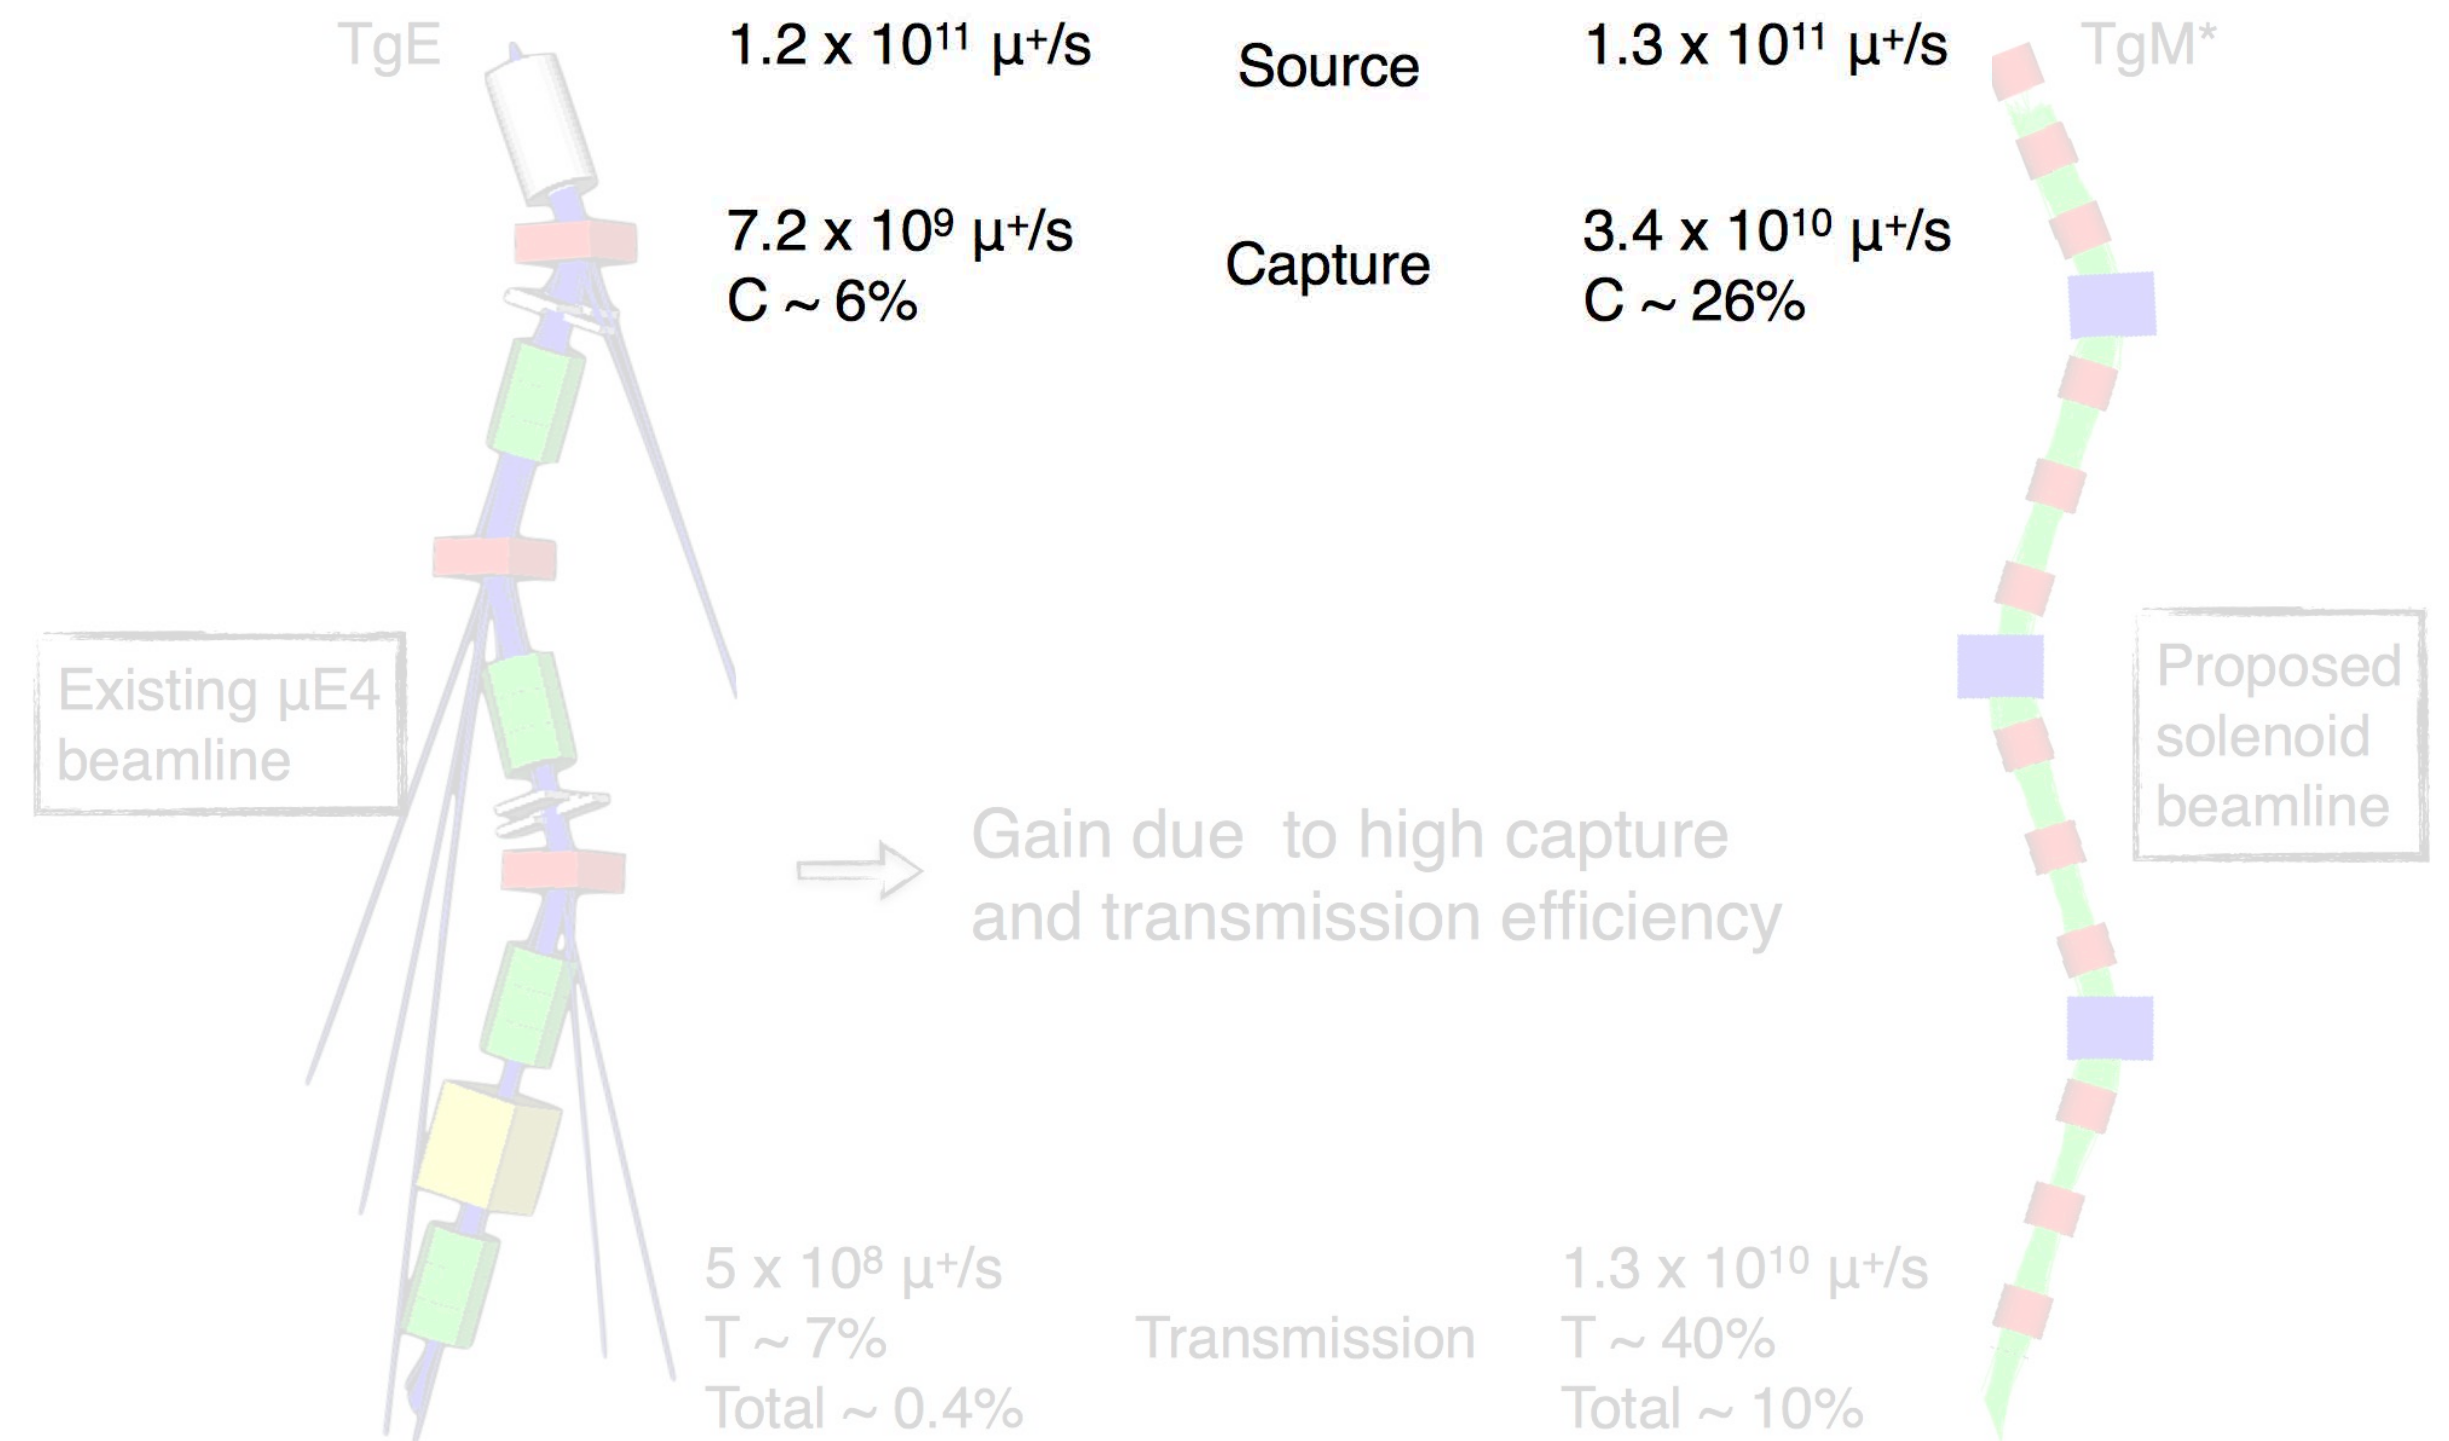 TgE
1.2 x 10¹¹ μ⁺/s
Source
1.3 x 10¹¹ μ⁺/s
TgM*
7.2 x 10⁹ μ⁺/s
C ~ 6%
Capture
3.4 x 10¹⁰ μ⁺/s
C ~ 26%
Existing μE4
beamline
Proposed
solenoid
beamline
Gain due  to high capture
and transmission efficiency
5 x 10⁸ μ⁺/s
T ~ 7%
Total ~ 0.4%
Transmission
1.3 x 10¹⁰ μ⁺/s
T ~ 40%
Total ~ 10%